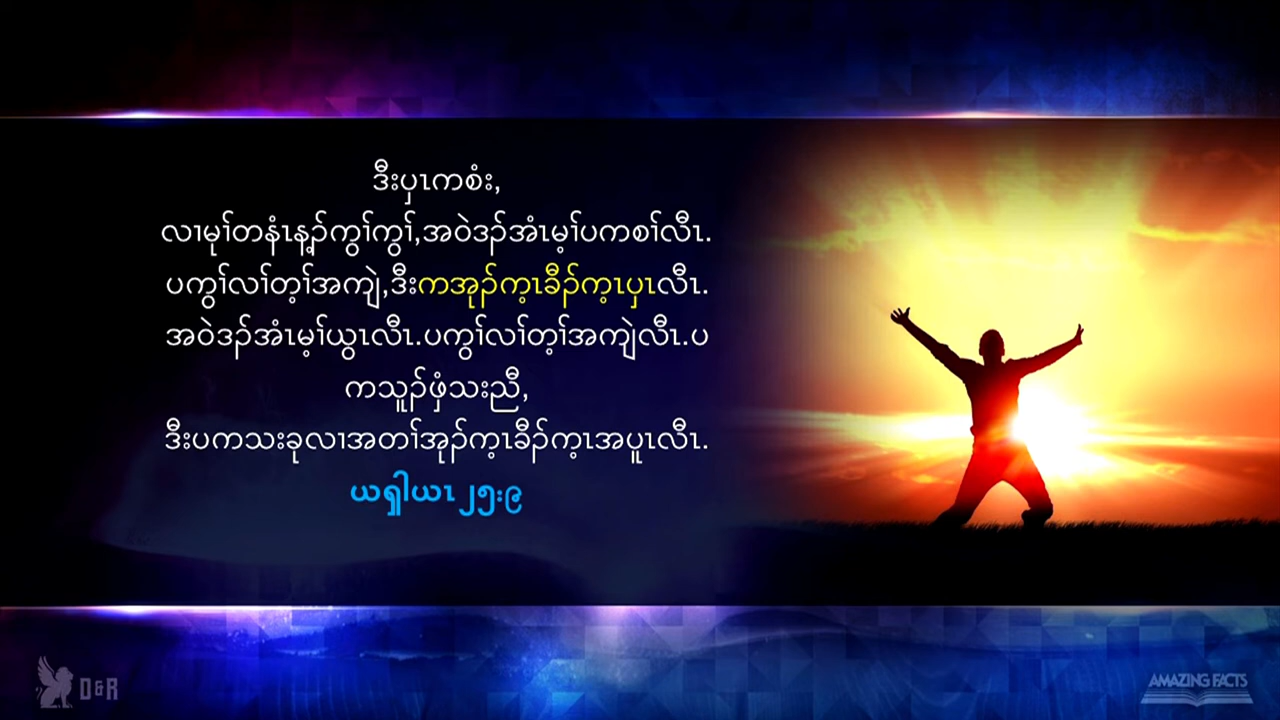 ဒီးပှၤကစံး,
လၢမုၢ်တနံၤန့ၣ်ကွၢ်ကွၢ်,အဝဲဒၣ်အံၤမ့ၢ်ပကစၢ်လီၤ.
ပကွၢ်လၢ်တ့ၢ်အကျဲ,ဒီးကအုၣ်က့ၤခီၣ်က့ၤပှၤလီၤ.
အဝဲဒၣ်အံၤမ့ၢ်ယွၤလီၤ.ပကွၢ်လၢ်တ့ၢ်အကျဲလီၤ.ပ
ကသူၣ်ဖှံသးညီ,
ဒီးပကသးခုလၢအတၢ်အုၣ်က့ၤခီၣ်က့ၤအပူၤလီၤ.
ယရှါယၤ ၂၅း၉
D&R
AMAZING FACTS